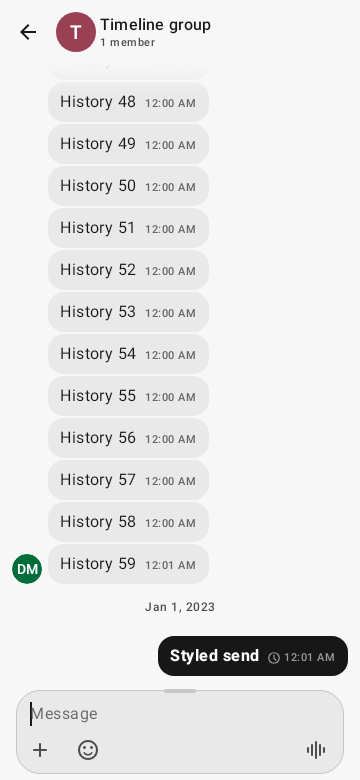 T
Timeline group
1 member
History 48 12:00 AM
History 49 12:00 AM
History 50 12:00 AM
History 51 12:00 AM
History 52 12:00 AM
History 53 12:00 AM
History 54 12:00 AM
History 55 12:00 AM
History 56 12:00 AM
History 57 12:00 AM
History 58 12:00 AM
DM History 59 12:01 AM
Jan 1, 2023
Styled send 12:01 AM
Message